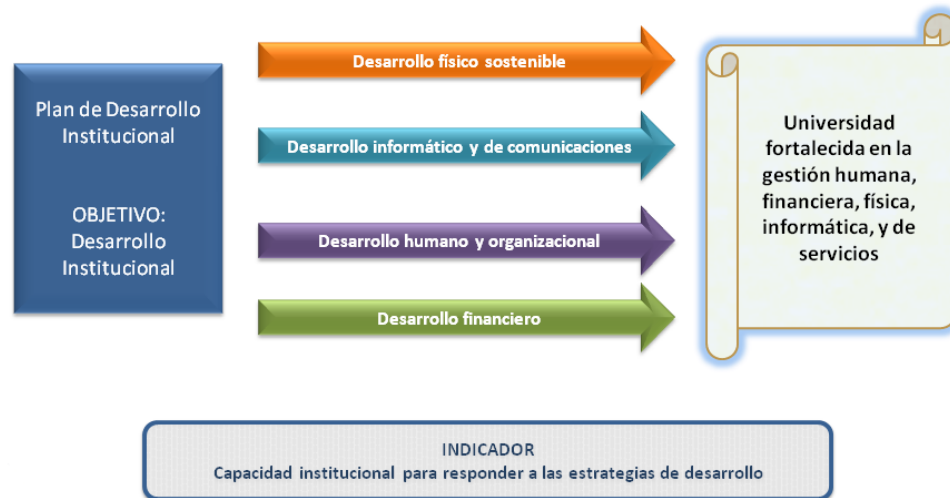 Plan de Desarrollo
Institucional
OBJETIVO:
Desarrollo
Institucional
Desarrollo físico sostenible
Desarrollo informático y de comunicaciones
Desarrollo humano y organizacional
Desarrollo financiero
Universidad
fortalecida en la
gestión humana,
financiera, física,
informática, y de
servicios
INDICADOR
Capacidad institucional para responder a las estrategias de desarrollo